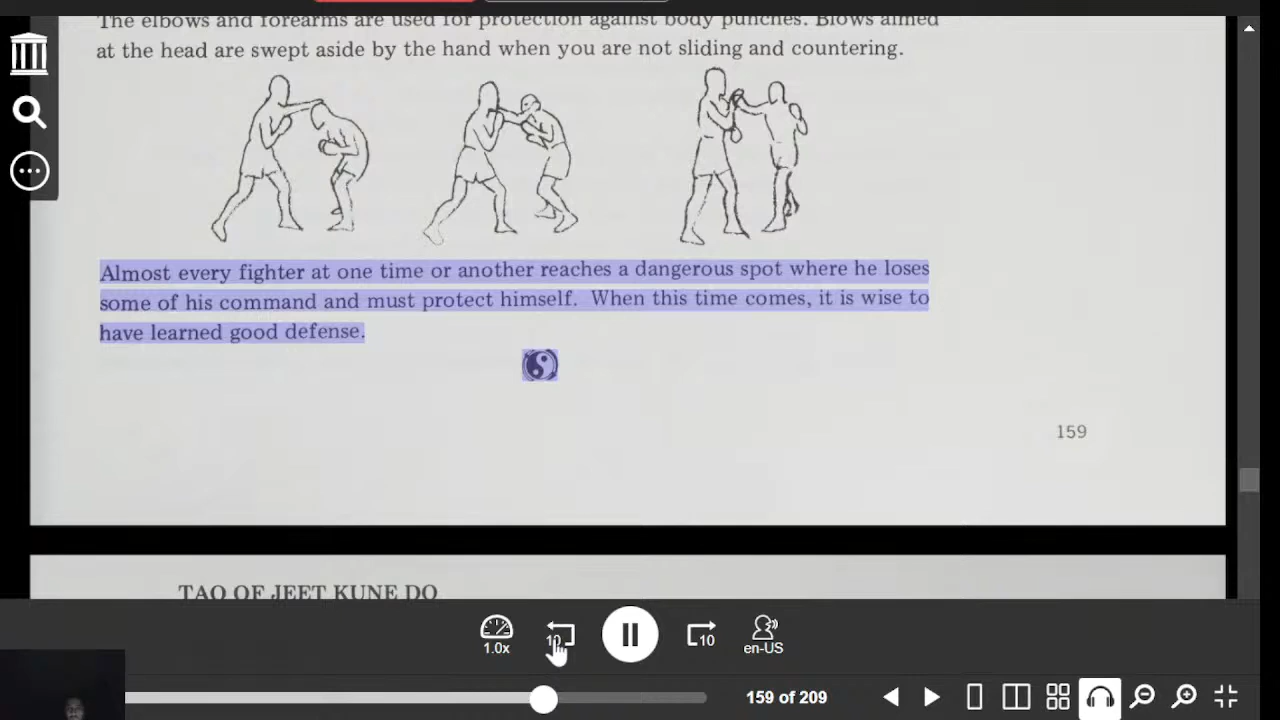 The elbows and forearms are used for protection against body punches. Blows aimed
at the head are swept aside by the hand when you are not sliding and countering.
Almost every fighter at one time or another reaches a dangerous spot where he loses
some of his command and must protect himself. When this time comes, it is wise to
have learned good defense.
159
TAO OF JEET KUNE DO
1.0x
10
10
en-US
159 of 209